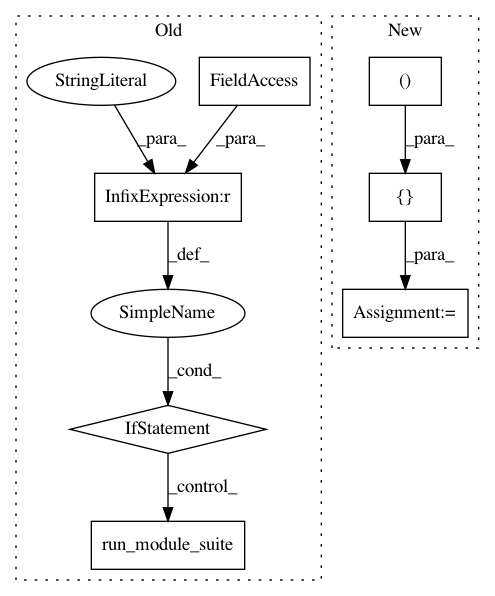 Old
New
StringLiteral
FieldAccess
()
_para_
_para_
_para_
InfixExpression:r
{}
_def_
_para_
SimpleName
Assignment:=
_cond_
IfStatement
_control_
run_module_suite